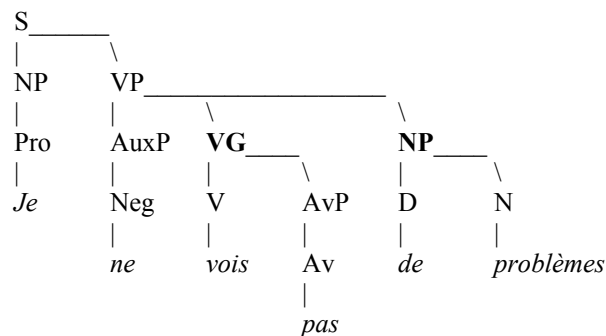 S
NP VP
Pro AuxP VG NP
Je Neg V AvP D N
ne vois Av de problèmes
pas